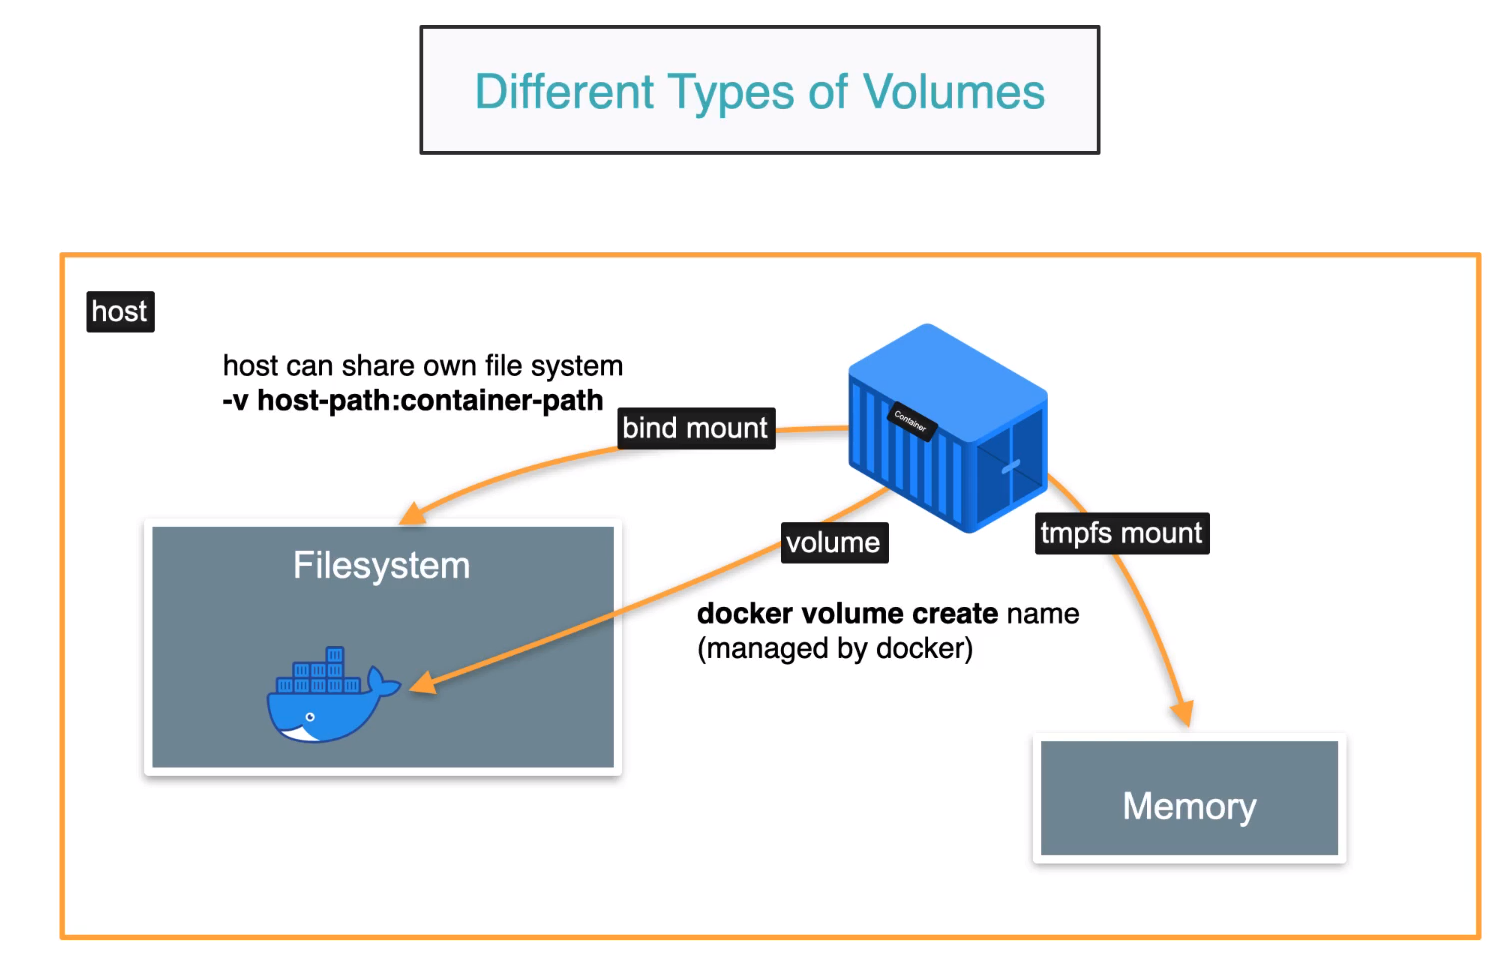 Different Types of Volumes
host
host can share own file system
-v host-path:container-path
bind mount
Container
volume
tmpfs mount
Filesystem
docker volume create name
(managed by docker)
Memory